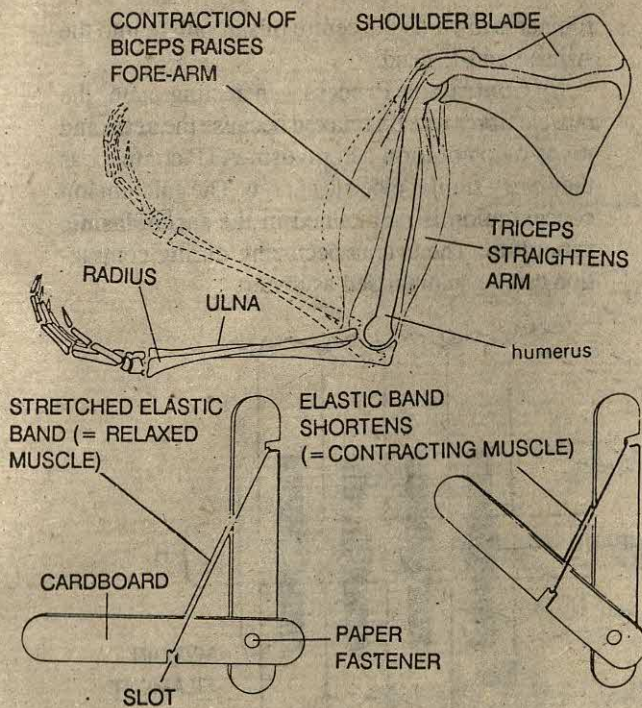 CONTRACTION OF
BICEPS RAISES
FORE-ARM
SHOULDER BLADE
TRICEPS
STRAIGHTENS
ARM
RADIUS
ULNA
humerus
STRETCHED ELASTIC
BAND (= RELAXED
MUSCLE)
ELASTIC BAND
SHORTENS
(= CONTRACTING MUSCLE)
CARDBOARD
PAPER
FASTENER
SLOT